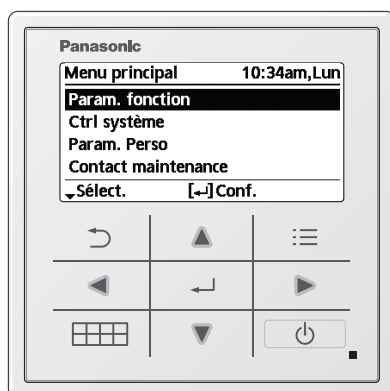 Panasonic
Menu principal 10:34am,Lun
Param. fonction
Ctrl système
Param. Perso
Contact maintenance
Sélect. [↵] Conf.